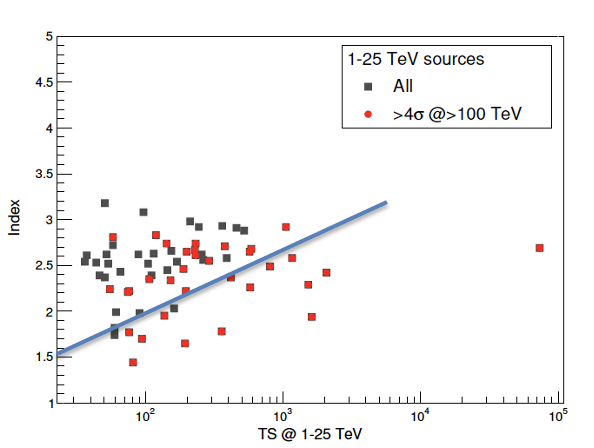 5
4.5
4
3.5
3
2.5
2
1.5
1
Index
1-25 TeV sources
All
>4σ @>100 TeV
10² 10³ 10⁴ 10⁵
TS @ 1-25 TeV